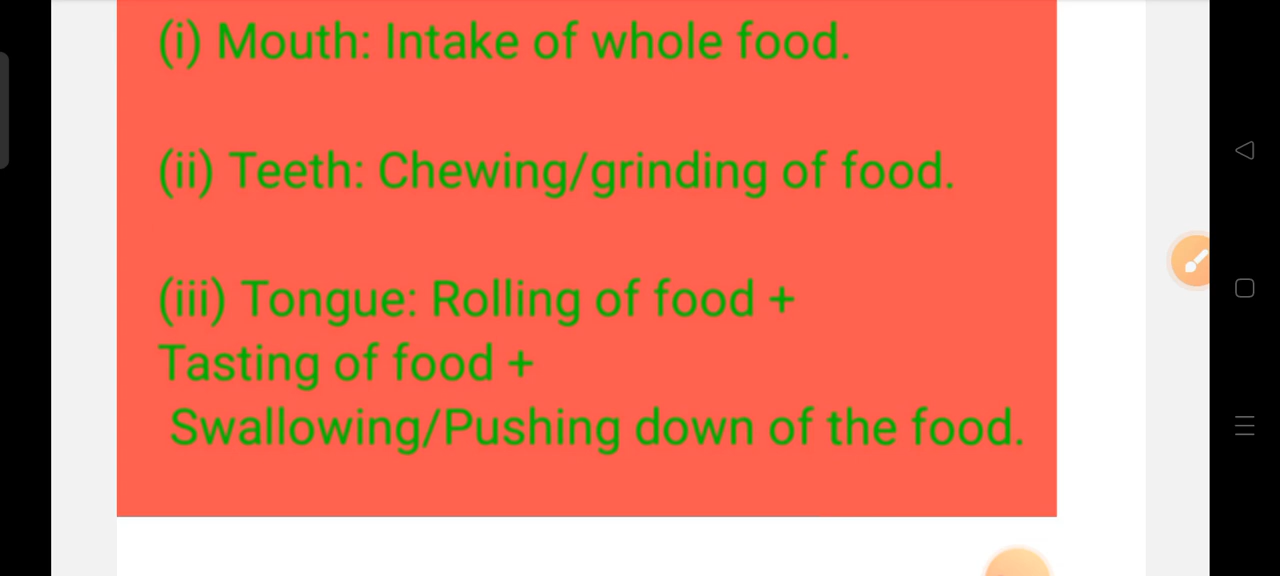 (i) Mouth: Intake of whole food.
(ii) Teeth: Chewing/grinding of food.
(iii) Tongue: Rolling of food +
Tasting of food +
Swallowing/Pushing down of the food.